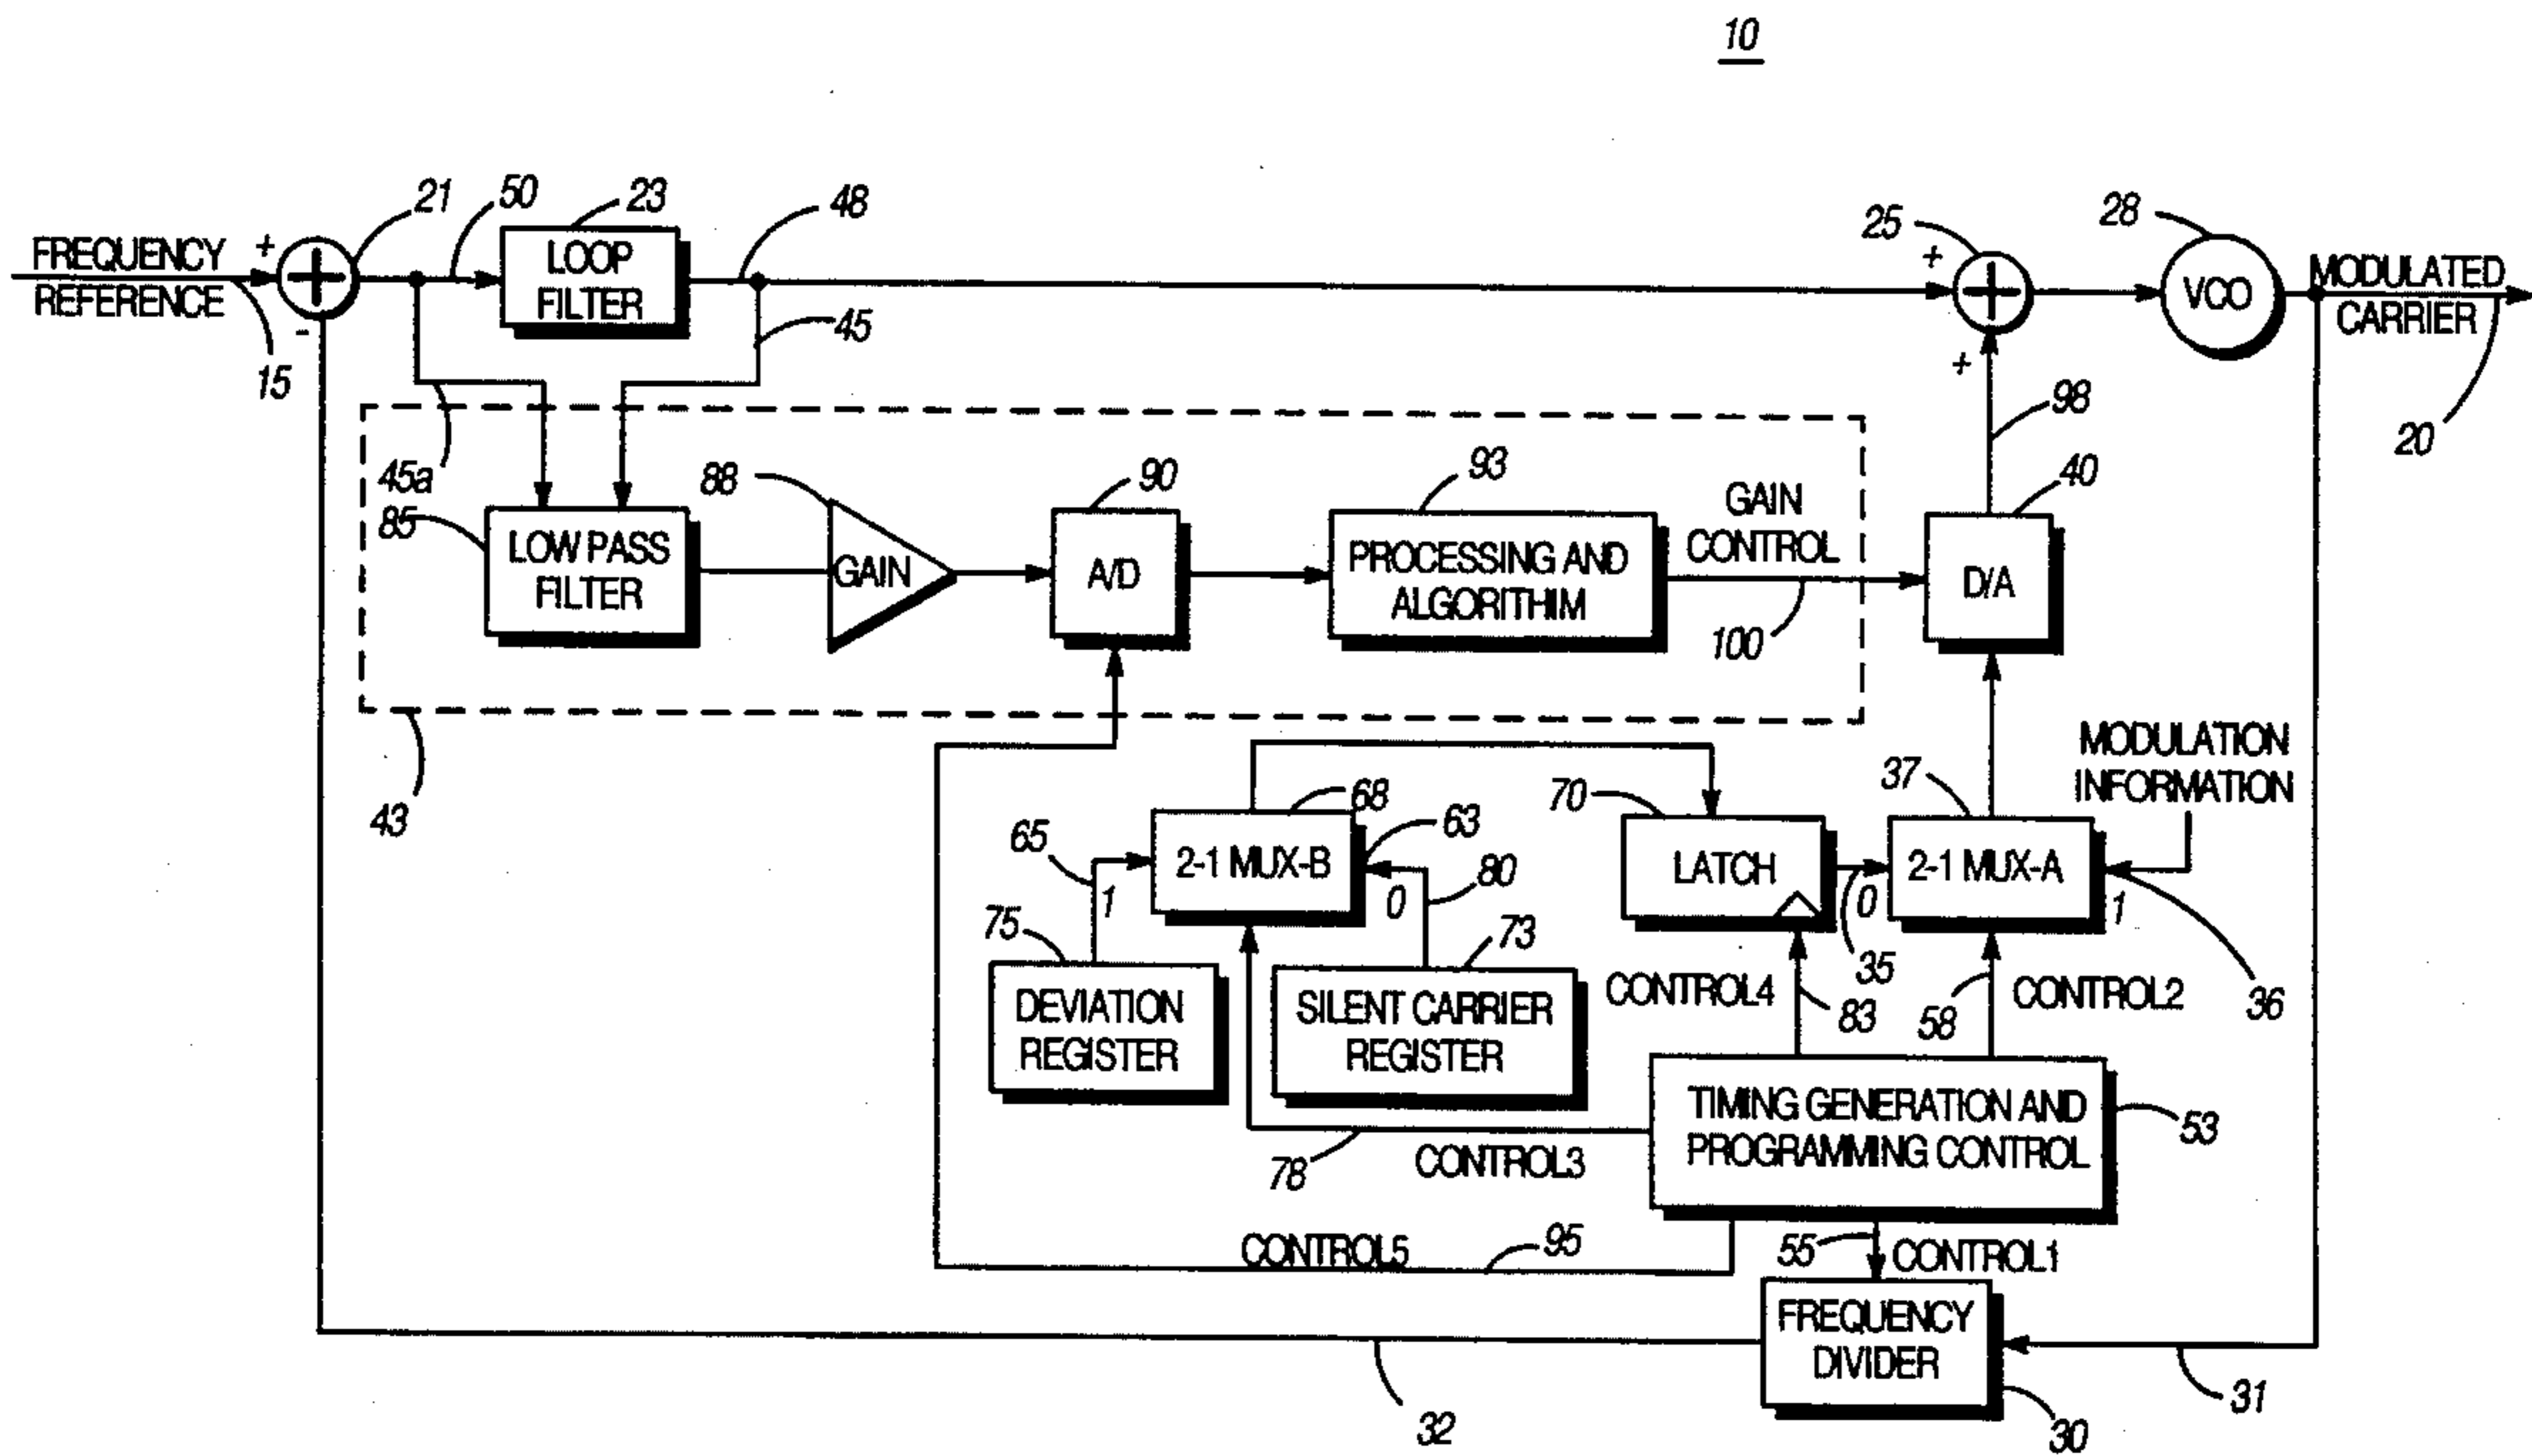 10
21
50
23
48
25
28
FREQUENCY
REFERENCE
+
-
15
LOOP
FILTER
45
+
+
VCO
MODULATED
CARRIER
20
98
45a
85
LOW PASS
FILTER
88
GAIN
90
A/D
93
PROCESSING AND
ALGORITHIM
GAIN
CONTROL
100
40
D/A
43
MODULATION
INFORMATION
65
1
68
2-1 MUX-B
63
0
80
70
LATCH
37
2-1 MUX-A
35
0
1
36
75
DEVIATION
REGISTER
73
SILENT CARRIER
REGISTER
CONTROL4
83
58
CONTROL2
78
CONTROL3
TIMING GENERATION AND
PROGRAMMING CONTROL
53
CONTROL5
95
55
CONTROL1
FREQUENCY
DIVIDER
32
30
31